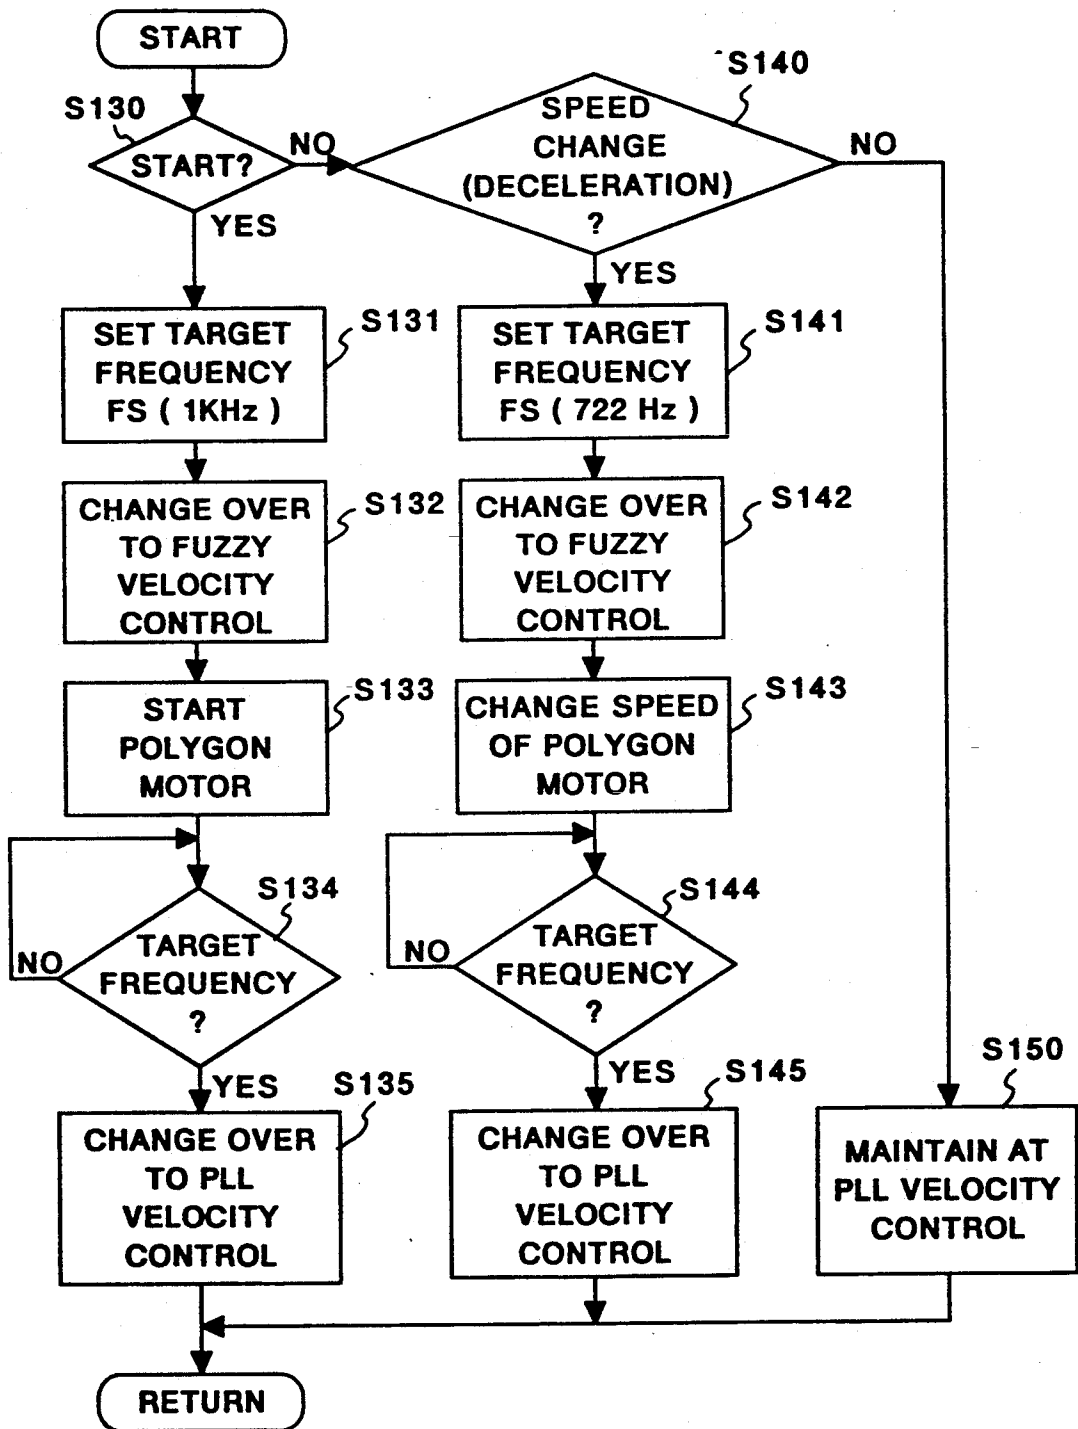 START
S130
START?
NO
YES
S140
SPEED
CHANGE
(DECELERATION)
?
NO
YES
SET TARGET
FREQUENCY
FS ( 1KHz )
S131
CHANGE OVER
TO FUZZY
VELOCITY
CONTROL
S132
START
POLYGON
MOTOR
S133
TARGET
FREQUENCY
?
S134
NO
YES
CHANGE OVER
TO PLL
VELOCITY
CONTROL
S135
SET TARGET
FREQUENCY
FS ( 722 Hz )
S141
CHANGE OVER
TO FUZZY
VELOCITY
CONTROL
S142
CHANGE SPEED
OF POLYGON
MOTOR
S143
TARGET
FREQUENCY
?
S144
NO
YES
CHANGE OVER
TO PLL
VELOCITY
CONTROL
S145
MAINTAIN AT
PLL VELOCITY
CONTROL
S150
RETURN